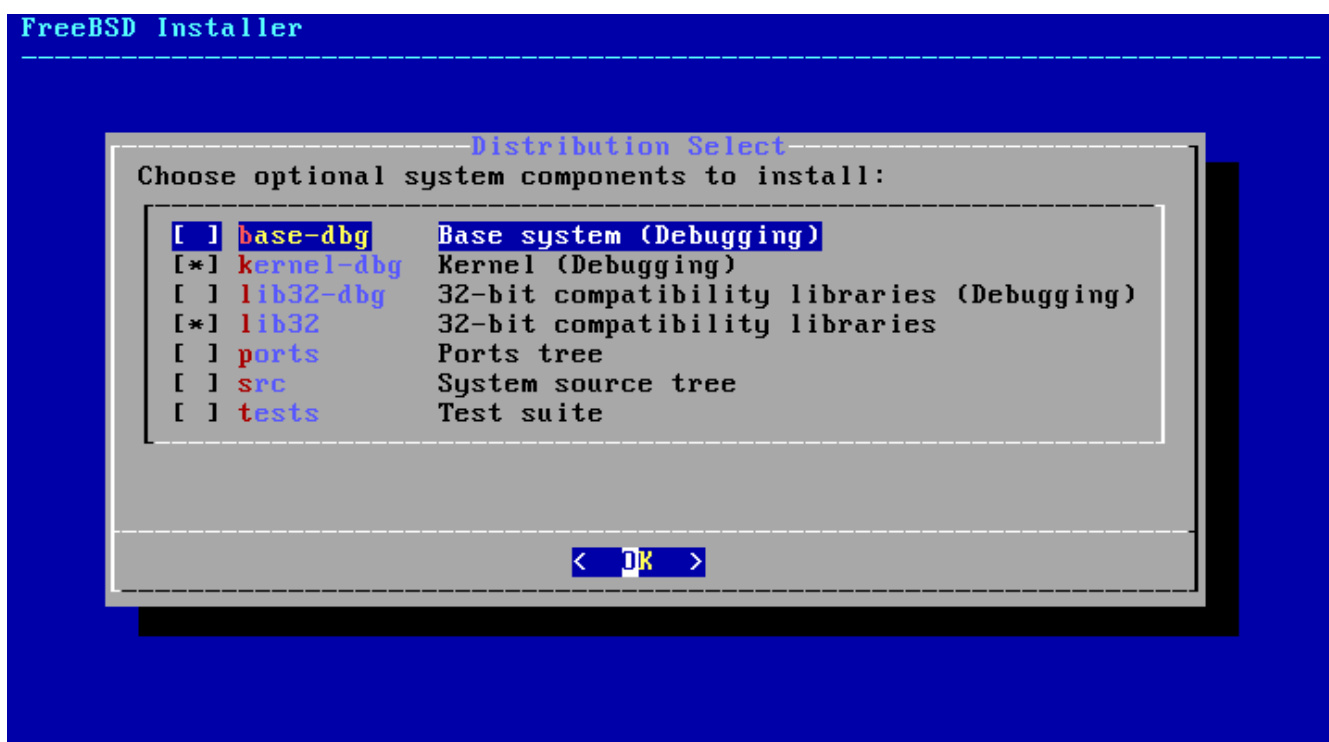 FreeBSD Installer
Distribution Select
Choose optional system components to install:
[ ] base-dbg Base system (Debugging)
[*] kernel-dbg Kernel (Debugging)
[ ] lib32-dbg 32-bit compatibility libraries (Debugging)
[*] lib32 32-bit compatibility libraries
[ ] ports Ports tree
[ ] src System source tree
[ ] tests Test suite
< OK >